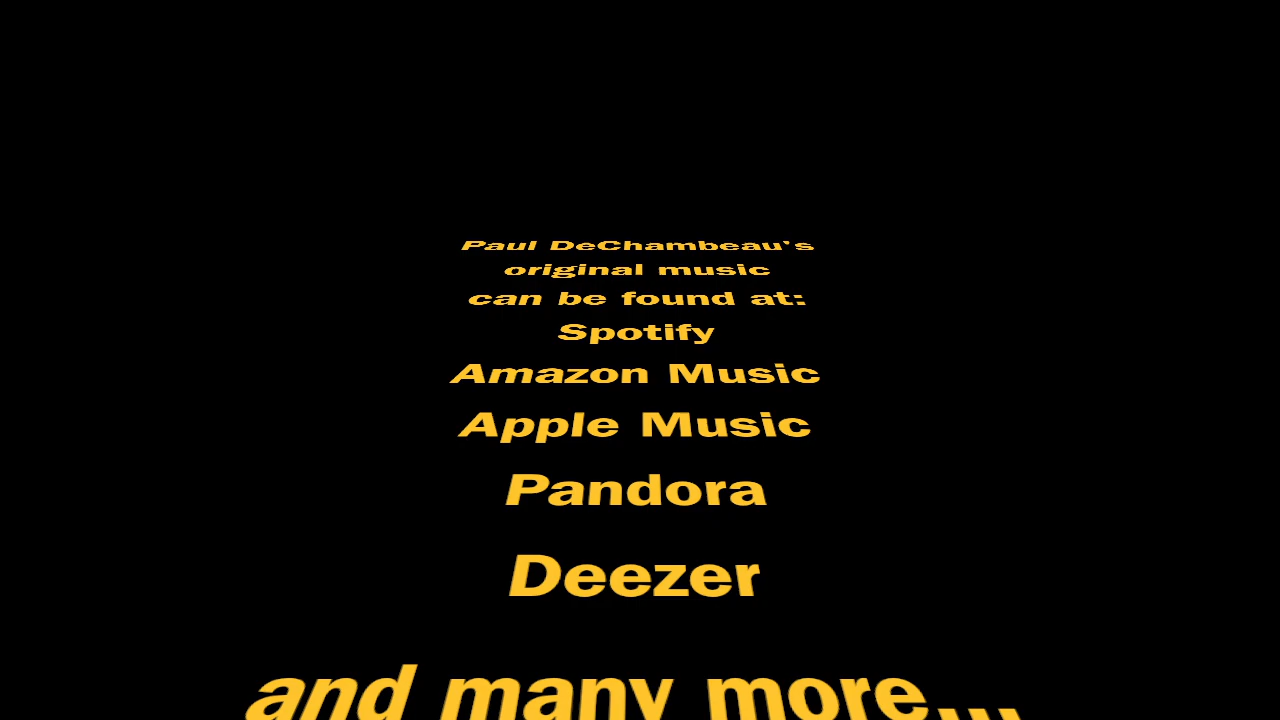 Paul DeChambeau's
original music
can be found at:
Spotify
Amazon Music
Apple Music
Pandora
Deezer
and many more...